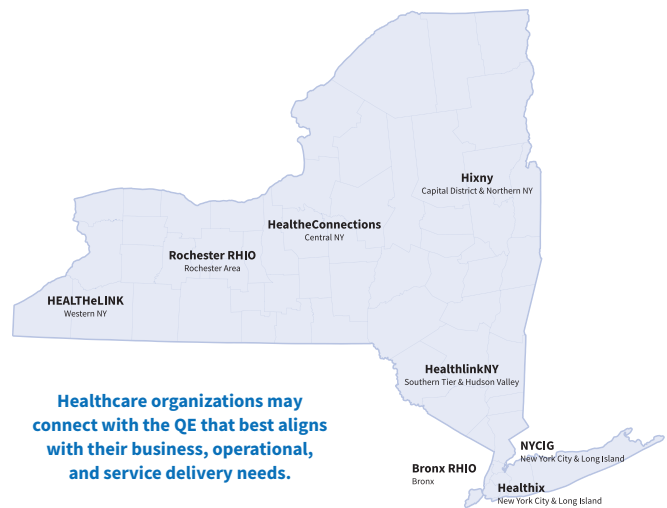 Hixny
Capital District & Northern NY
HealtheConnections
Central NY
Rochester RHIO
Rochester Area
HEALTHeLINK
Western NY
HealthlinkNY
Southern Tier & Hudson Valley
Healthcare organizations may
connect with the QE that best aligns
with their business, operational,
and service delivery needs.
NYCIG
New York City & Long Island
Bronx RHIO
Bronx
Healthix
New York City & Long Island